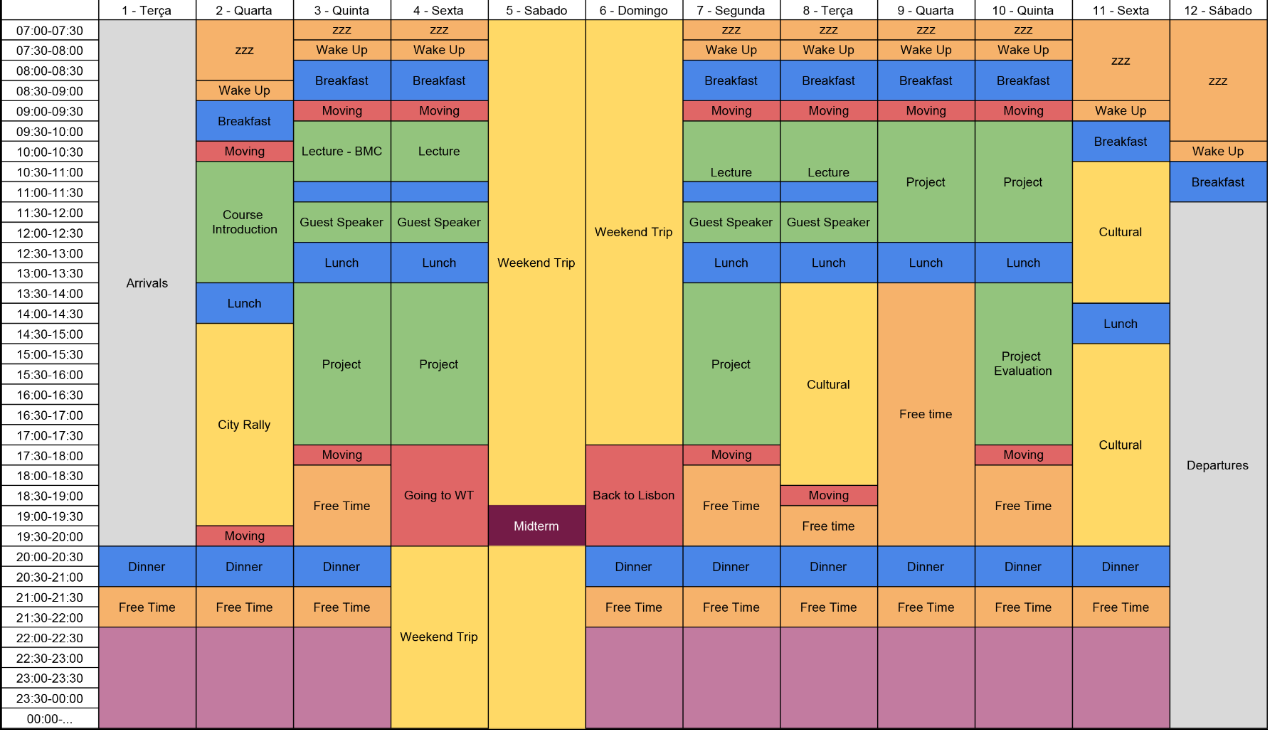 1 - Terça 2 - Quarta 3 - Quinta 4 - Sexta 5 - Sabado 6 - Domingo 7 - Segunda 8 - Terça 9 - Quarta 10 - Quinta 11 - Sexta 12 - Sábado
07:00-07:30 zzz zzz zzz zzz zzz zzz
07:30-08:00 zzz Wake Up Wake Up Wake Up Wake Up Wake Up Wake Up
08:00-08:30 Breakfast Breakfast Breakfast Breakfast Breakfast Breakfast zzz zzz
08:30-09:00 Wake Up
09:00-09:30 Breakfast Moving Moving Moving Moving Moving Moving Wake Up
09:30-10:00 Breakfast
10:00-10:30 Moving Lecture - BMC Lecture Wake Up
10:30-11:00 Lecture Lecture Project Project Breakfast
11:00-11:30
11:30-12:00 Course Introduction Guest Speaker Guest Speaker Guest Speaker Guest Speaker
12:00-12:30 Weekend Trip Cultural
12:30-13:00 Lunch Lunch Lunch Lunch Lunch Lunch
13:00-13:30 Arrivals Weekend Trip
13:30-14:00 Lunch
14:00-14:30 Lunch
14:30-15:00
15:00-15:30 Project Project Project Project Evaluation
15:30-16:00 Cultural
16:00-16:30
16:30-17:00 City Rally Free time
17:00-17:30 Cultural
17:30-18:00 Moving Moving Moving Departures
18:00-18:30
18:30-19:00 Free Time Going to WT Back to Lisbon Free Time Moving Free Time
19:00-19:30 Midterm Free time
19:30-20:00 Moving
20:00-20:30 Dinner Dinner Dinner Dinner Dinner Dinner Dinner Dinner Dinner
20:30-21:00
21:00-21:30 Free Time Free Time Free Time Free Time Free Time Free Time Free Time Free Time Free Time
21:30-22:00
22:00-22:30 Weekend Trip
22:30-23:00
23:00-23:30
23:30-00:00
00:00-...